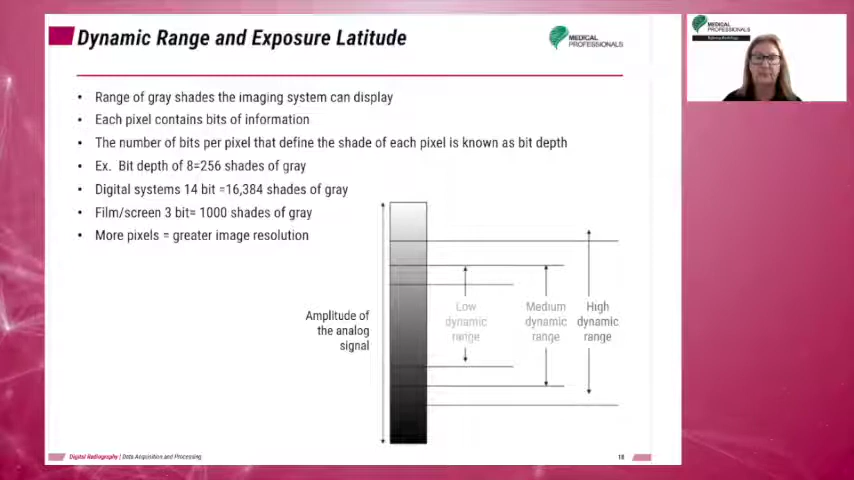 Dynamic Range and Exposure Latitude
MEDICAL
PROFESSIONALS
MEDICAL
PROFESSIONALS
• Range of gray shades the imaging system can display
• Each pixel contains bits of information
• The number of bits per pixel that define the shade of each pixel is known as bit depth
• Ex. Bit depth of 8=256 shades of gray
• Digital systems 14 bit =16,384 shades of gray
• Film/screen 3 bit= 1000 shades of gray
• More pixels = greater image resolution
Amplitude of
the analog
signal
Low
dynamic
range
Medium
dynamic
range
High
dynamic
range
Digital Radiography | Data Acquisition and Processing
18